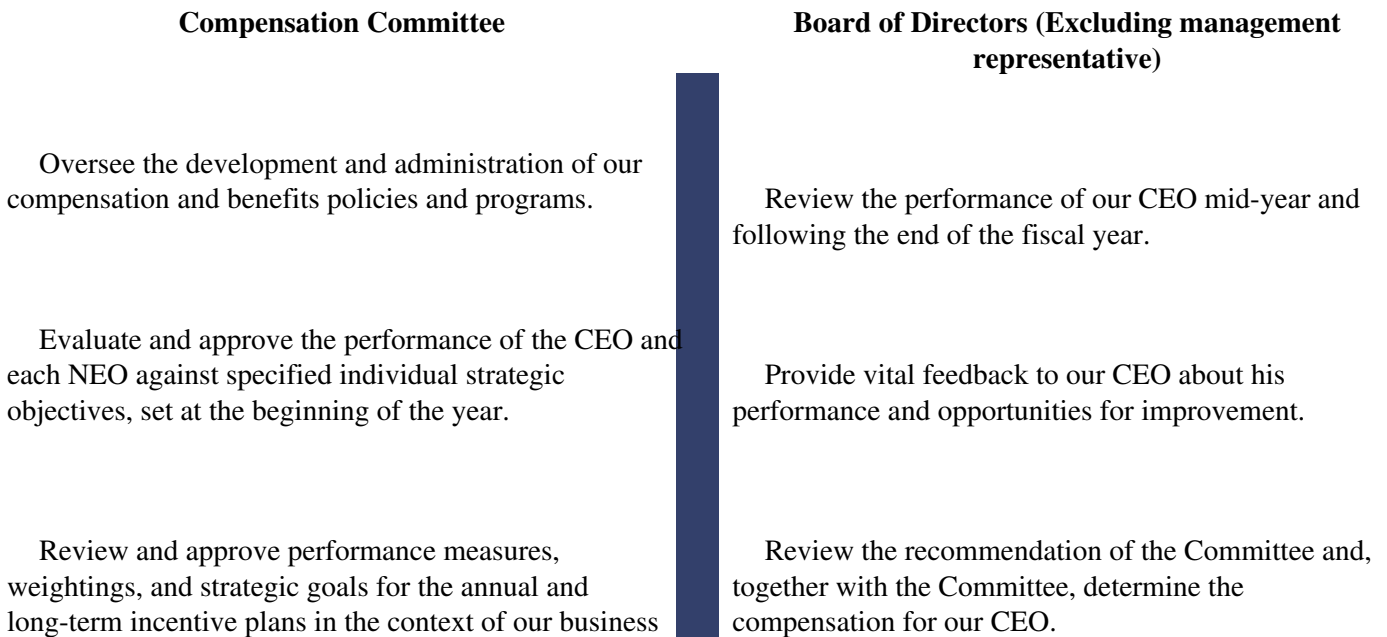 Compensation Committee
Oversee the development and administration of our
compensation and benefits policies and programs.
Evaluate and approve the performance of the CEO and
each NEO against specified individual strategic
objectives, set at the beginning of the year.
Review and approve performance measures,
weightings, and strategic goals for the annual and
long-term incentive plans in the context of our business
Board of Directors (Excluding management
representative)
Review the performance of our CEO mid-year and
following the end of the fiscal year.
Provide vital feedback to our CEO about his
performance and opportunities for improvement.
Review the recommendation of the Committee and,
together with the Committee, determine the
compensation for our CEO.